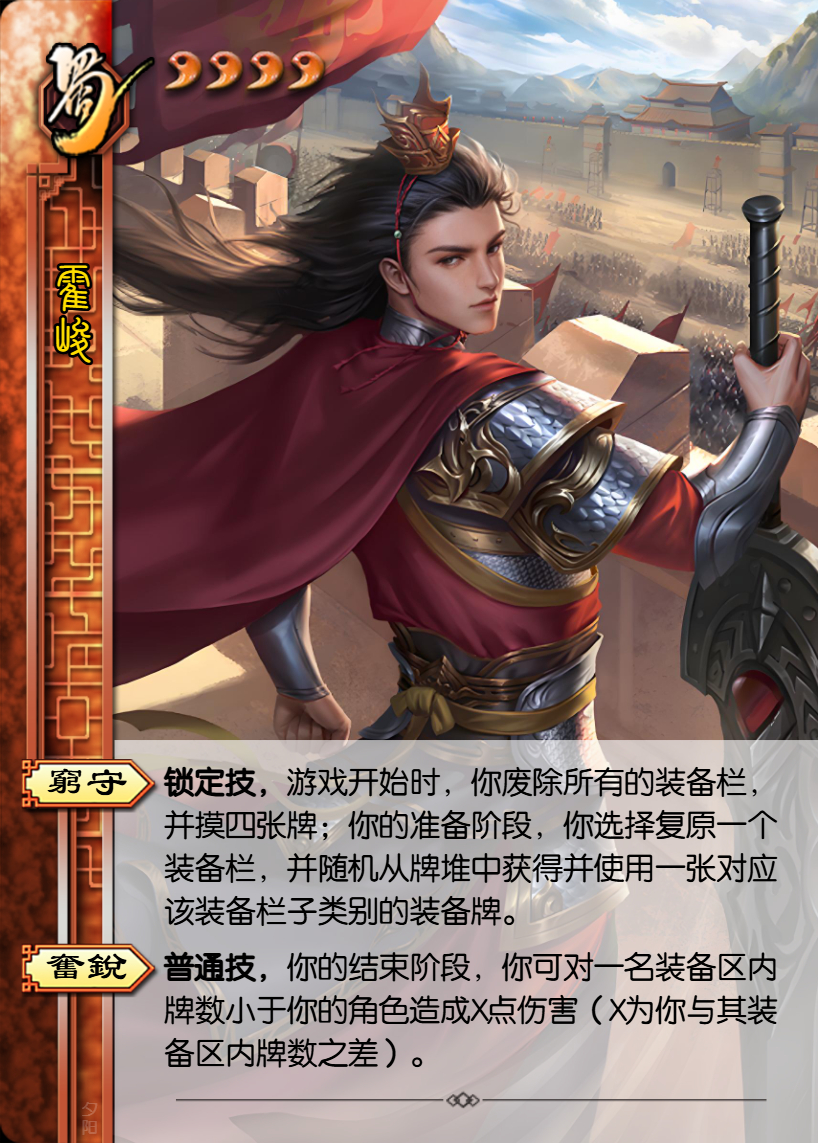 蜀
霍峻
窮守
锁定技，游戏开始时，你废除所有的装备栏，
并摸四张牌；你的准备阶段，你选择复原一个
装备栏，并随机从牌堆中获得并使用一张对应
该装备栏子类别的装备牌。
奮銳
普通技，你的结束阶段，你可对一名装备区内
牌数小于你的角色造成X点伤害（X为你与其装
备区内牌数之差）。
夕阳